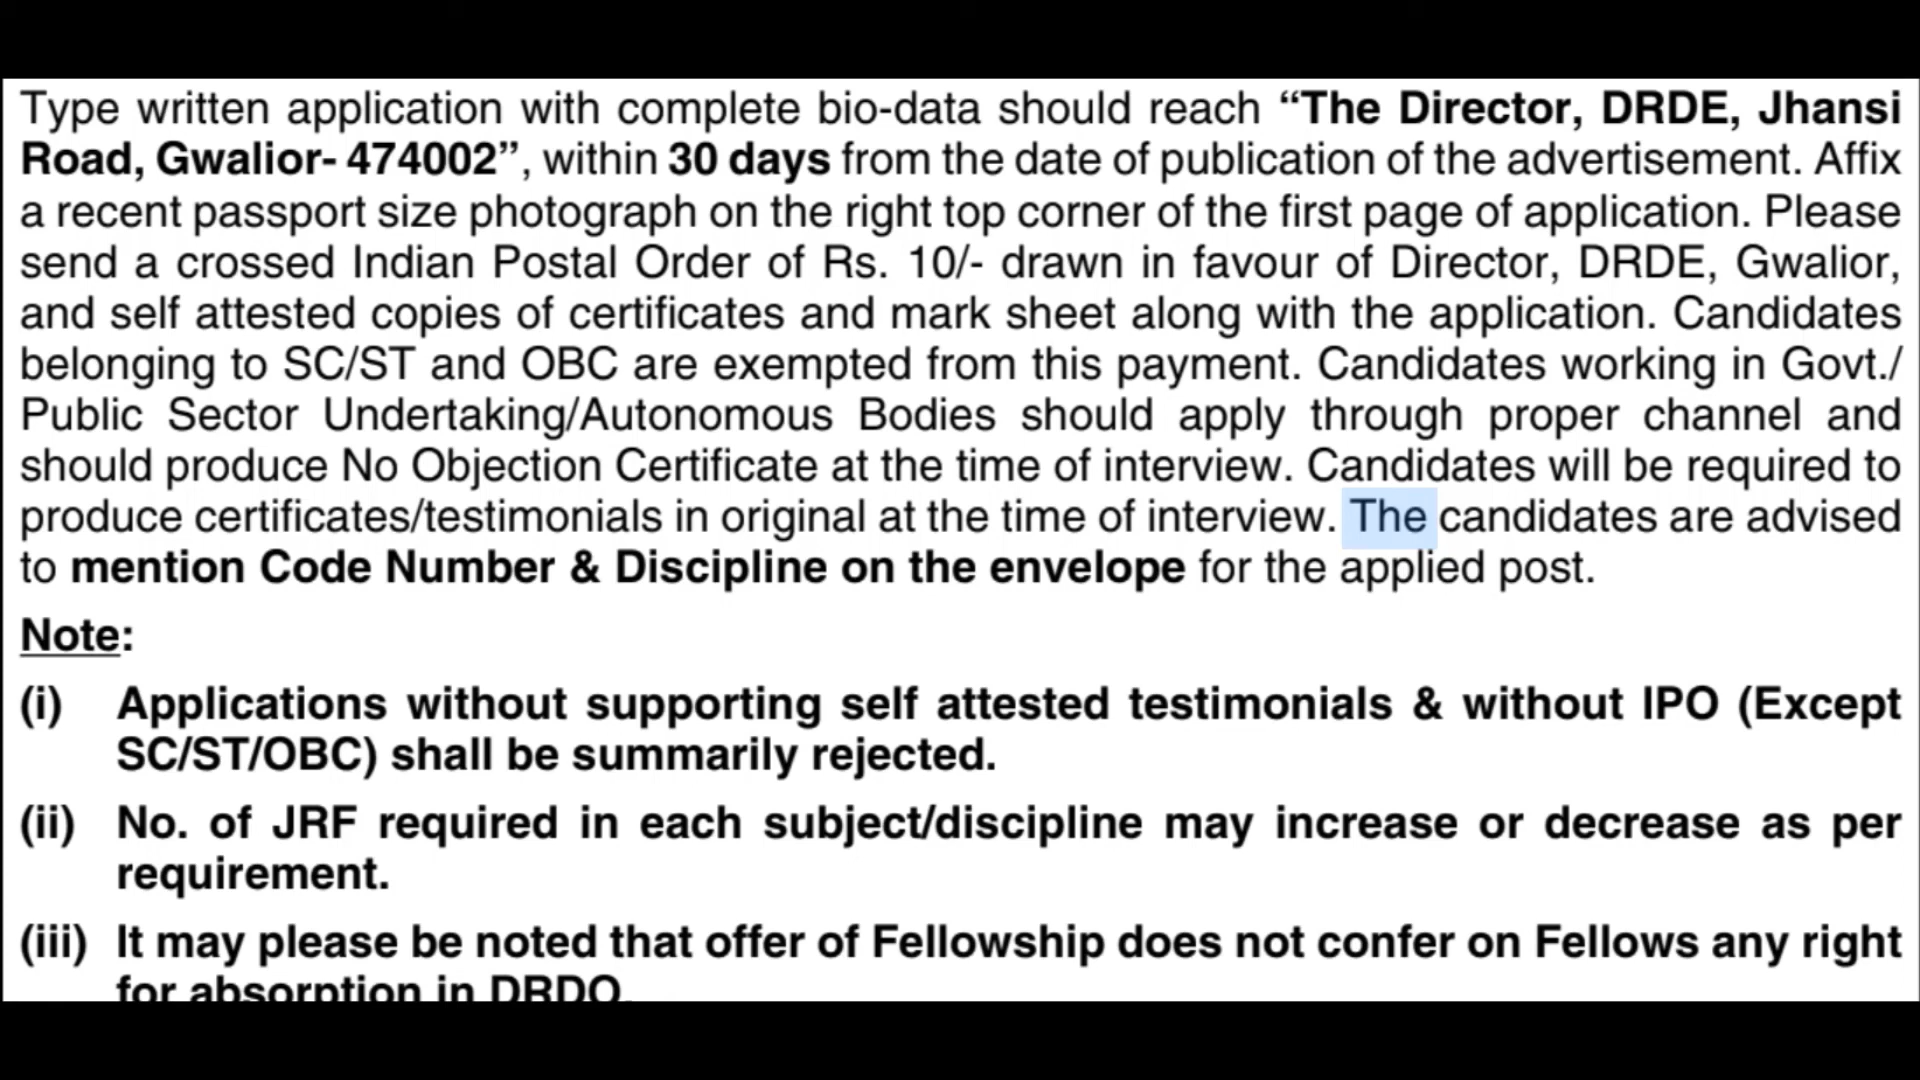 Type written application with complete bio-data should reach “The Director, DRDE, Jhansi
Road, Gwalior- 474002”, within 30 days from the date of publication of the advertisement. Affix
a recent passport size photograph on the right top corner of the first page of application. Please
send a crossed Indian Postal Order of Rs. 10/- drawn in favour of Director, DRDE, Gwalior,
and self attested copies of certificates and mark sheet along with the application. Candidates
belonging to SC/ST and OBC are exempted from this payment. Candidates working in Govt./
Public Sector Undertaking/Autonomous Bodies should apply through proper channel and
should produce No Objection Certificate at the time of interview. Candidates will be required to
produce certificates/testimonials in original at the time of interview. The candidates are advised
to mention Code Number & Discipline on the envelope for the applied post.
Note:
(i) Applications without supporting self attested testimonials & without IPO (Except
SC/ST/OBC) shall be summarily rejected.
(ii) No. of JRF required in each subject/discipline may increase or decrease as per
requirement.
(iii) It may please be noted that offer of Fellowship does not confer on Fellows any right
for absorption in DRDO.